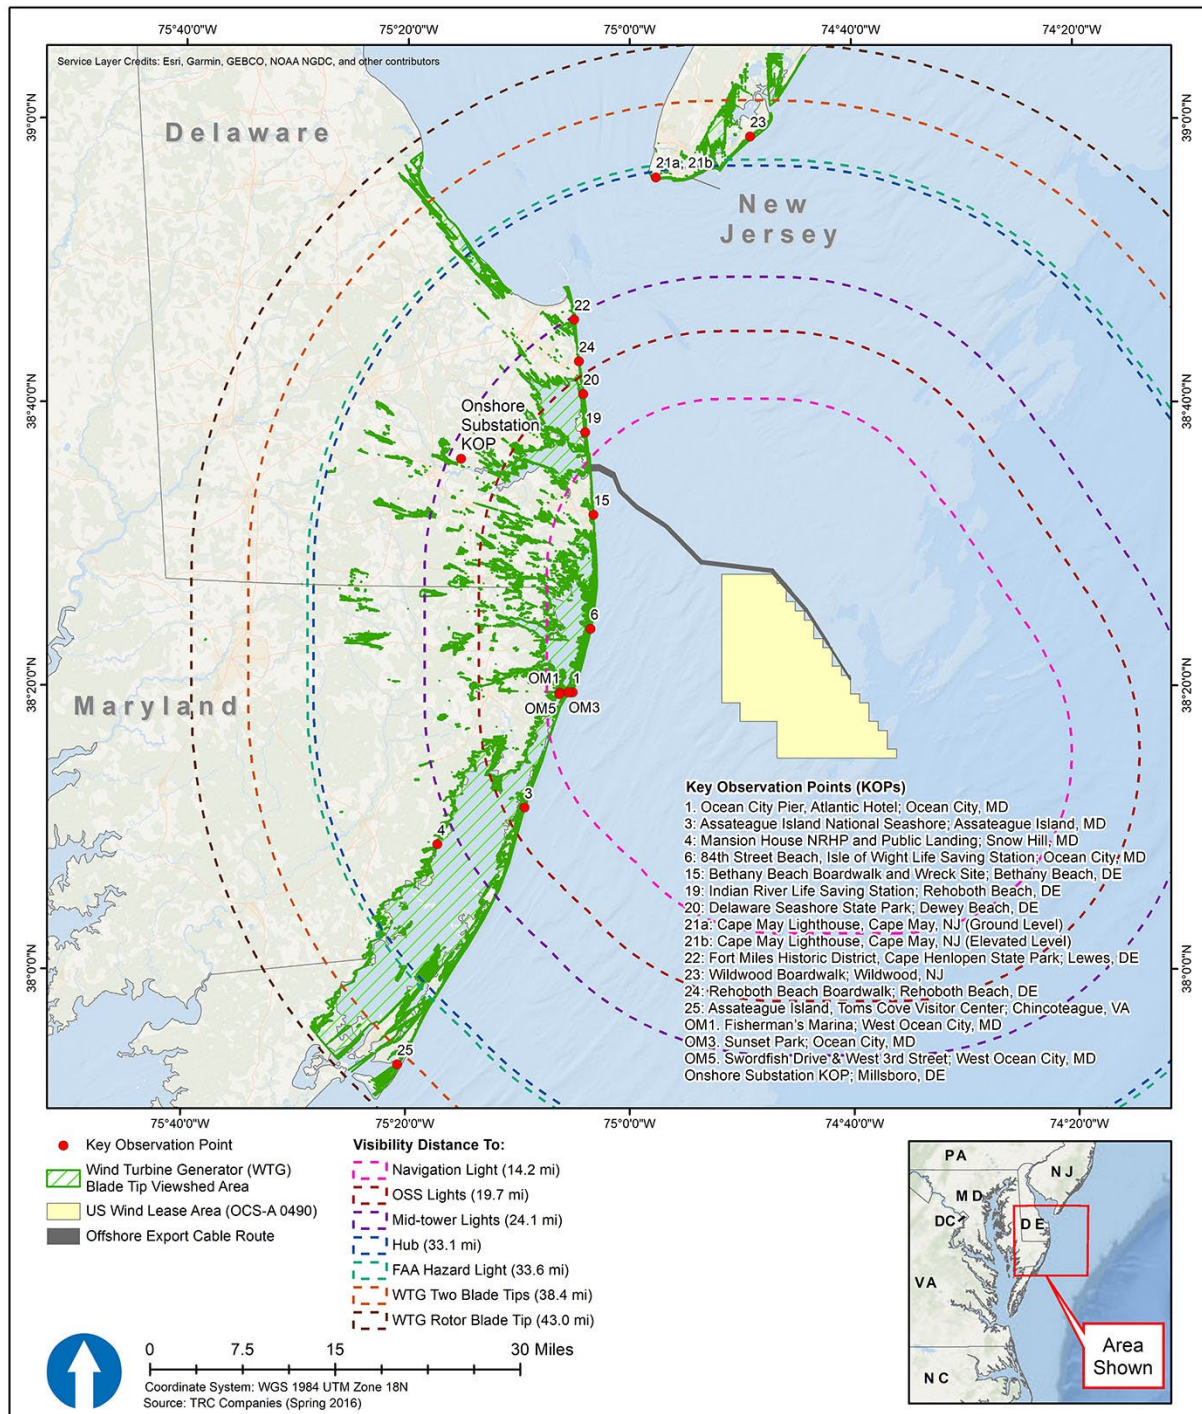 75°40'0"W
75°20'0"W
75°0'0"W
74°40'0"W
74°20'0"W
Service Layer Credits: Esri, Garmin, GEBCO, NOAA NGDC, and other contributors
39°0'0"N
39°0'0"N
Delaware
23
21a, 21b
New
Jersey
22
24
38°40'0"N
38°40'0"N
20
Onshore
Substation
KOP
19
15
6
OM1
1
38°20'0"N
38°20'0"N
OM5
OM3
Maryland
3
4
38°0'0"N
38°0'0"N
25
Key Observation Points (KOPs)
1. Ocean City Pier, Atlantic Hotel; Ocean City, MD
3: Assateague Island National Seashore; Assateague Island, MD
4: Mansion House NRHP and Public Landing; Snow Hill, MD
6: 84th Street Beach, Isle of Wight Life Saving Station; Ocean City, MD
15: Bethany Beach Boardwalk and Wreck Site; Bethany Beach, DE
19: Indian River Life Saving Station; Rehoboth Beach, DE
20: Delaware Seashore State Park; Dewey Beach, DE
21a: Cape May Lighthouse, Cape May, NJ (Ground Level)
21b: Cape May Lighthouse, Cape May, NJ (Elevated Level)
22: Fort Miles Historic District, Cape Henlopen State Park; Lewes, DE
23: Wildwood Boardwalk; Wildwood, NJ
24: Rehoboth Beach Boardwalk; Rehoboth Beach, DE
25: Assateague Island, Toms Cove Visitor Center; Chincoteague, VA
OM1. Fisherman's Marina; West Ocean City, MD
OM3. Sunset Park; Ocean City, MD
OM5. Swordfish Drive & West 3rd Street; West Ocean City, MD
Onshore Substation KOP; Millsboro, DE
75°40'0"W
75°20'0"W
75°0'0"W
74°40'0"W
74°20'0"W
Key Observation Point
Wind Turbine Generator (WTG)
Blade Tip Viewshed Area
US Wind Lease Area (OCS-A 0490)
Offshore Export Cable Route
Visibility Distance To:
Navigation Light (14.2 mi)
OSS Lights (19.7 mi)
Mid-tower Lights (24.1 mi)
Hub (33.1 mi)
FAA Hazard Light (33.6 mi)
WTG Two Blade Tips (38.4 mi)
WTG Rotor Blade Tip (43.0 mi)
0 7.5 15 30 Miles
Coordinate System: WGS 1984 UTM Zone 18N
Source: TRC Companies (Spring 2016)
PA
NJ
MD
DC
DE
VA
NC
Area
Shown